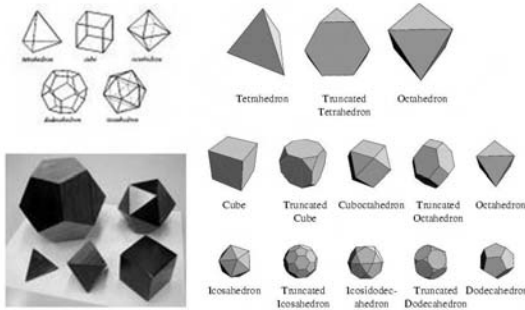 tetrahedron cube octahedron
dodecahedron icosahedron
Tetrahedron Truncated Tetrahedron Octahedron
Cube Truncated Cube Cuboctahedron Truncated Octahedron Octahedron
Icosahedron Truncated Icosahedron Icosidodec-ahedron Truncated Dodecahedron Dodecahedron